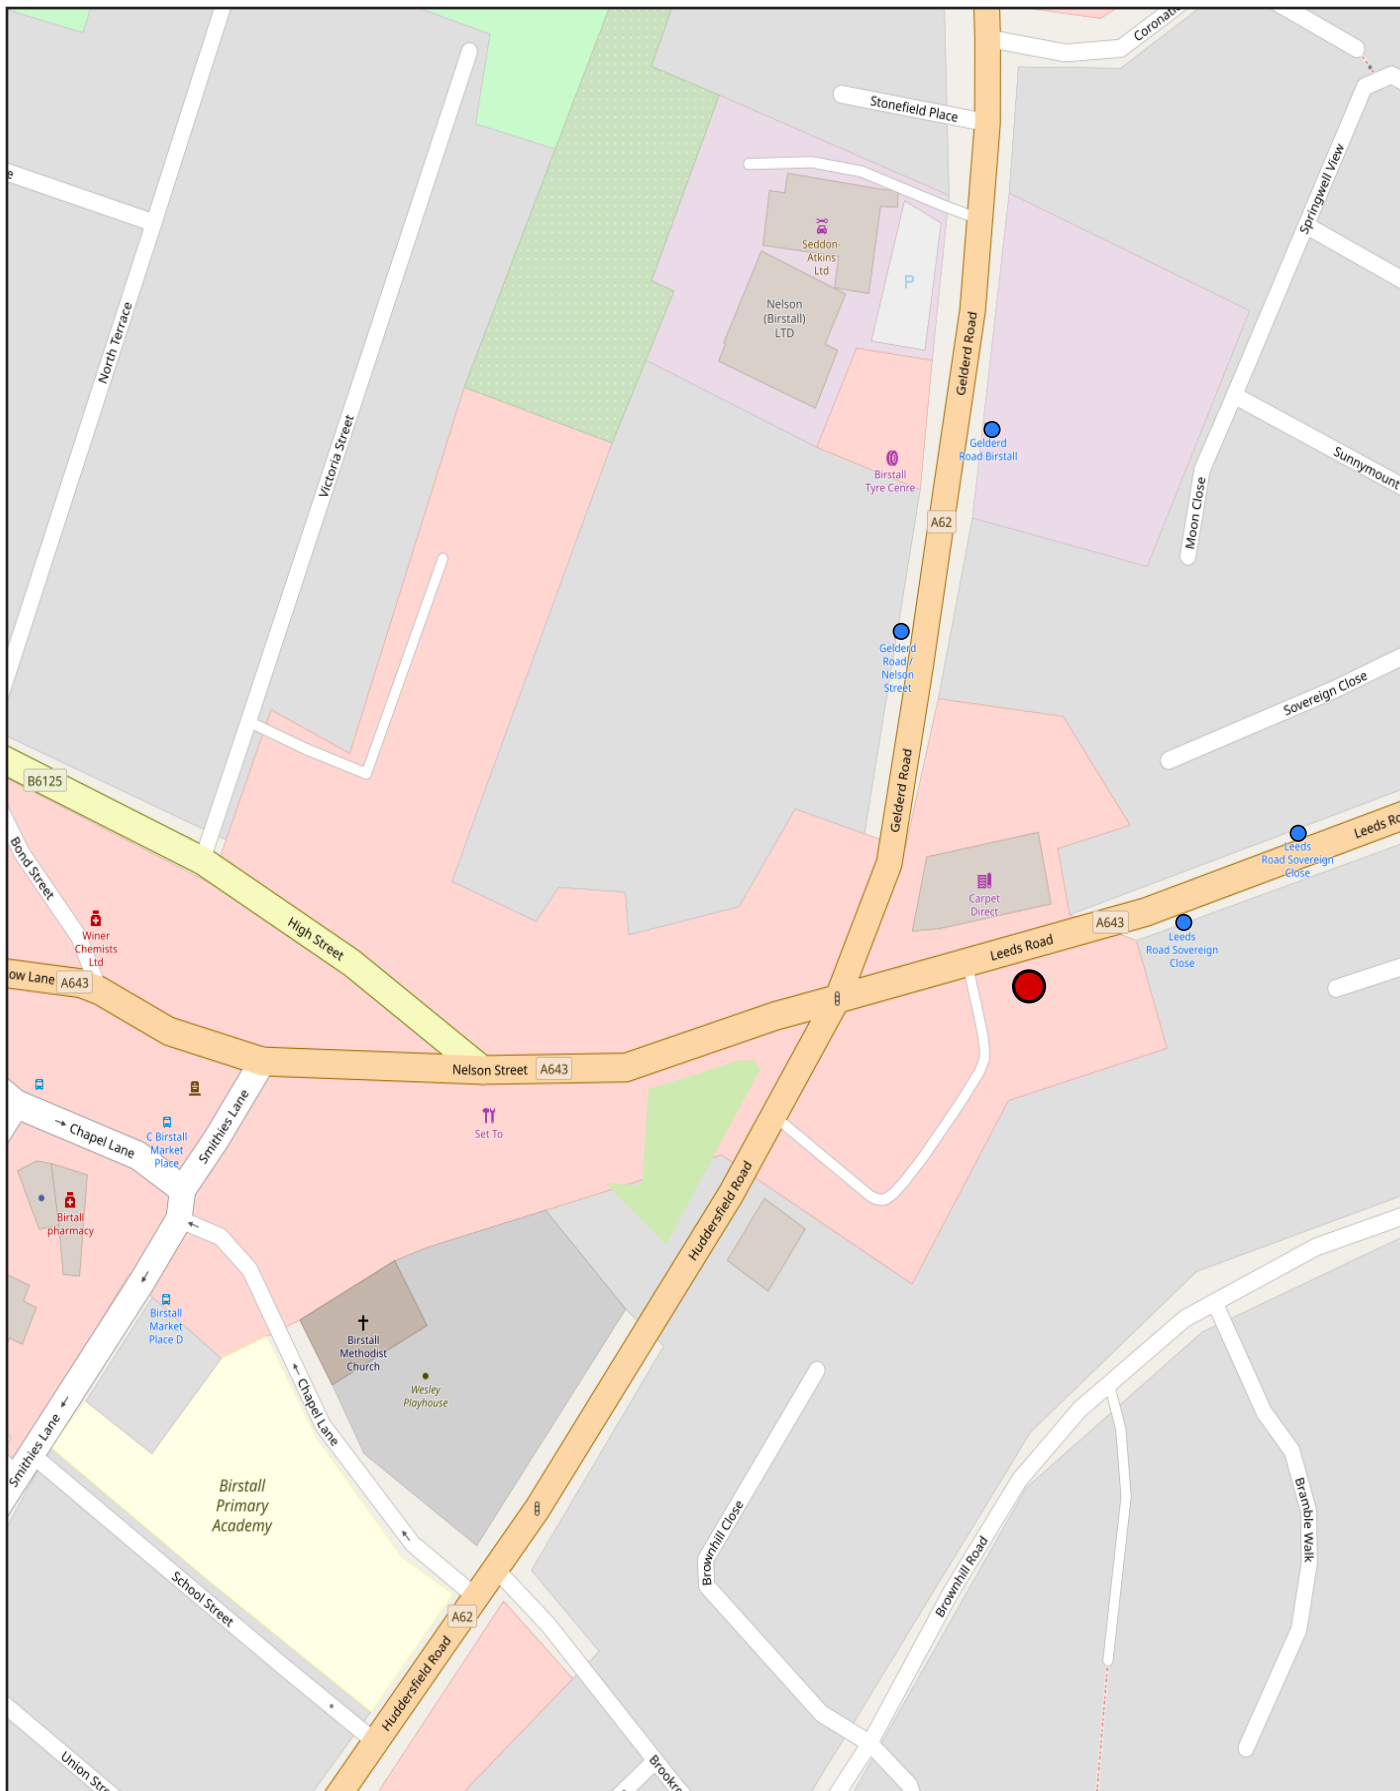 Coronatio
Stonefield Place
Springwell View
Seddon-
Atkins
Ltd
P
Nelson
(Birstall)
LTD
North Terrace
Gelderd Road
Victoria Street
Gelderd
Road Birstall
Birstall
Tyre Cenre
Sunnymount
Moon Close
A62
Gelderd
Road /
Nelson
Street
Sovereign Close
B6125
Gelderd Road
Leeds Ro
Leeds
Road Sovereign
Close
Bond Street
Carpet
Direct
A643
Winer
Chemists
Ltd
High Street
Leeds Road
Leeds
Road Sovereign
Close
ow Lane
A643
Nelson Street
A643
Smithies Lane
Set To
Chapel Lane
C Birstall
Market
Place
Birtall
pharmacy
Huddersfield Road
Birstall
Market
Place D
Birstall
Methodist
Church
Wesley
Playhouse
Chapel Lane
Smithies Lane
Birstall
Primary
Academy
Brownhill Close
Bramble Walk
Brownhill Road
School Street
A62
Huddersfield Road
Union Stre
Brookro